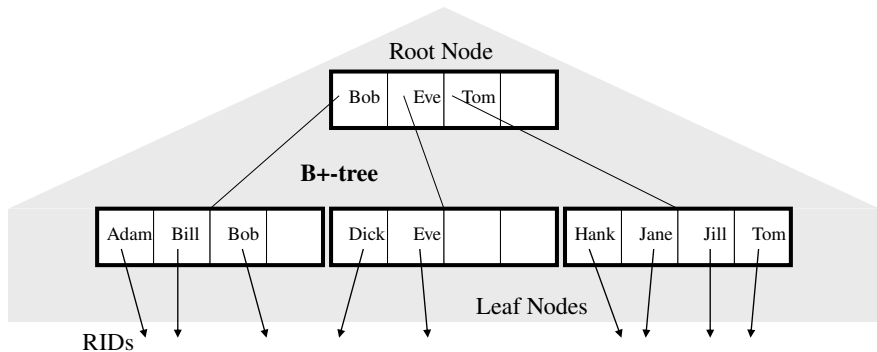 Root Node
Bob Eve Tom
B+-tree
Adam Bill Bob Dick Eve Hank Jane Jill Tom
Leaf Nodes
RIDs